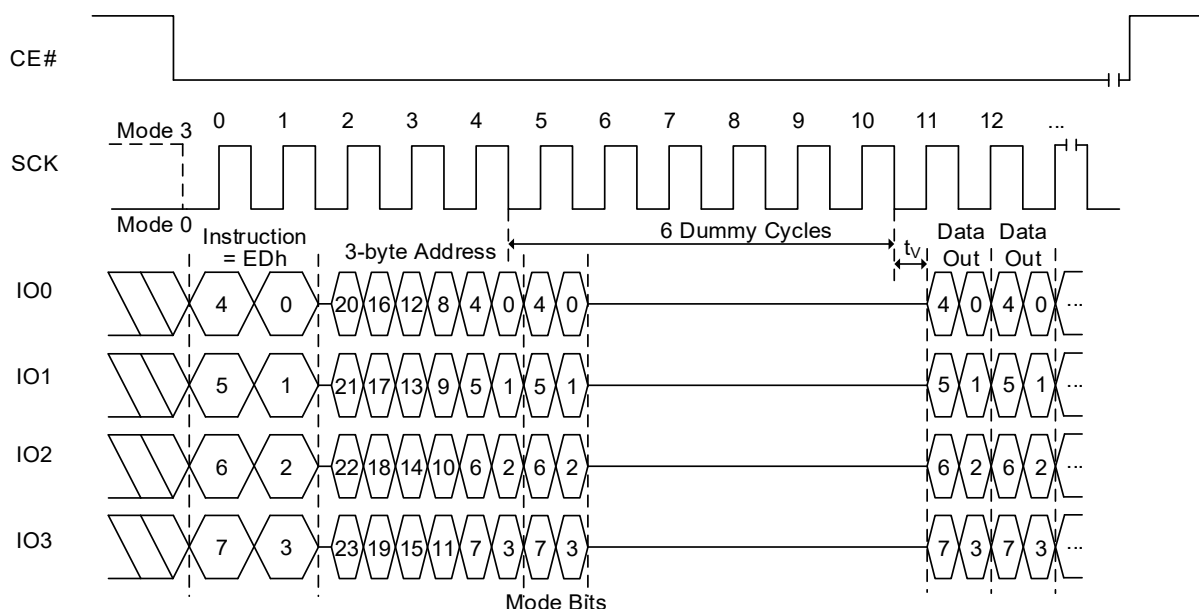 CE#
Mode 3
0 1 2 3 4 5 6 7 8 9 10 11 12 ...
SCK
Mode 0
Instruction
= EDh
3-byte Address
6 Dummy Cycles
tV
Data
Out
Data
Out
IO0
4 0 20 16 12 8 4 0 4 0 4 0 4 0 ...
IO1
5 1 21 17 13 9 5 1 5 1 5 1 5 1 ...
IO2
6 2 22 18 14 10 6 2 6 2 6 2 6 2 ...
IO3
7 3 23 19 15 11 7 3 7 3 7 3 7 3 ...
Mode Bits